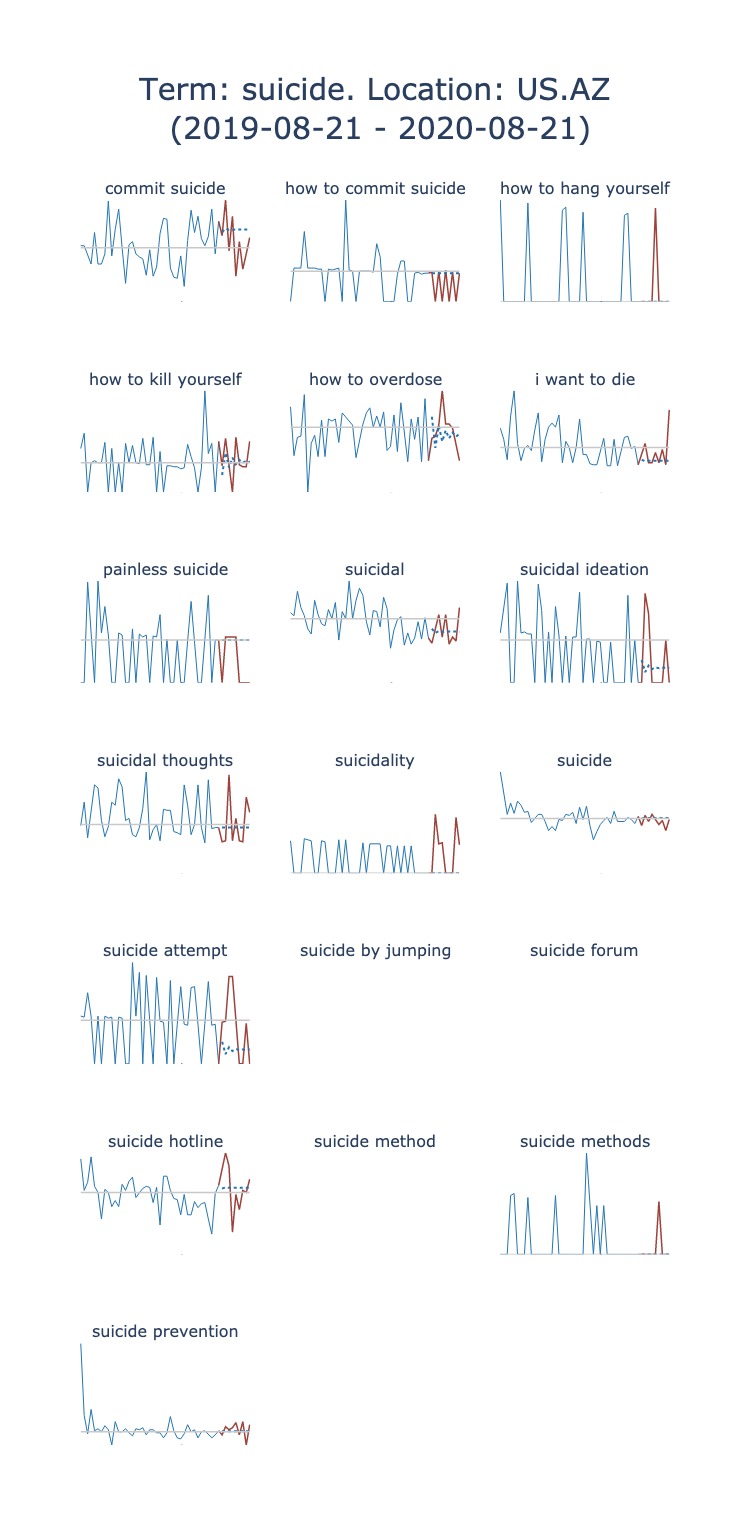 Term: suicide. Location: US.AZ
(2019-08-21 - 2020-08-21)
commit suicide
how to commit suicide
how to hang yourself
how to kill yourself
how to overdose
i want to die
painless suicide
suicidal
suicidal ideation
suicidal thoughts
suicidality
suicide
suicide attempt
suicide by jumping
suicide forum
suicide hotline
suicide method
suicide methods
suicide prevention